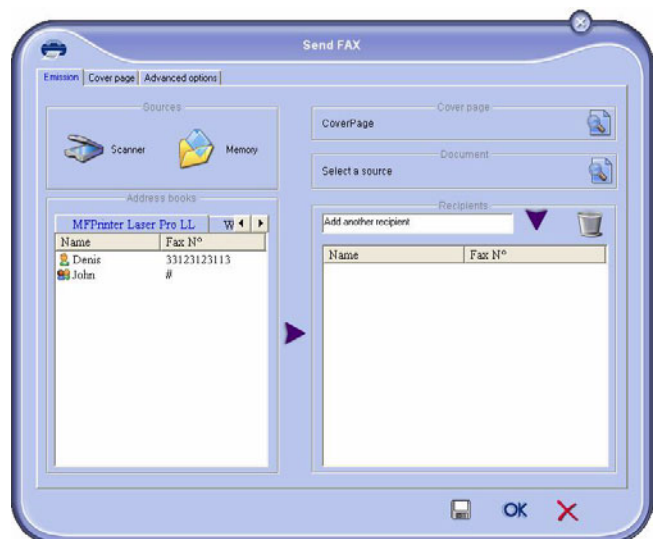 Send FAX
Emission Cover page Advanced options
Sources
Scanner Memory
Address books
MFPrinter Laser Pro LL W
Name Fax N°
Denis 33123123113
John #
Cover page
CoverPage
Document
Select a source
Recipients
Add another recipient
Name Fax N°
OK